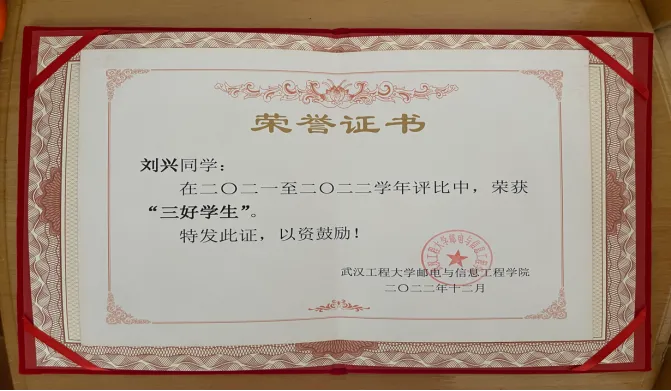 荣誉证书
刘兴同学：
在二〇二一至二〇二二学年评比中，荣获
“三好学生”。
特发此证，以资鼓励！
武汉工程大学邮电与信息工程学院
二〇二二年十二月